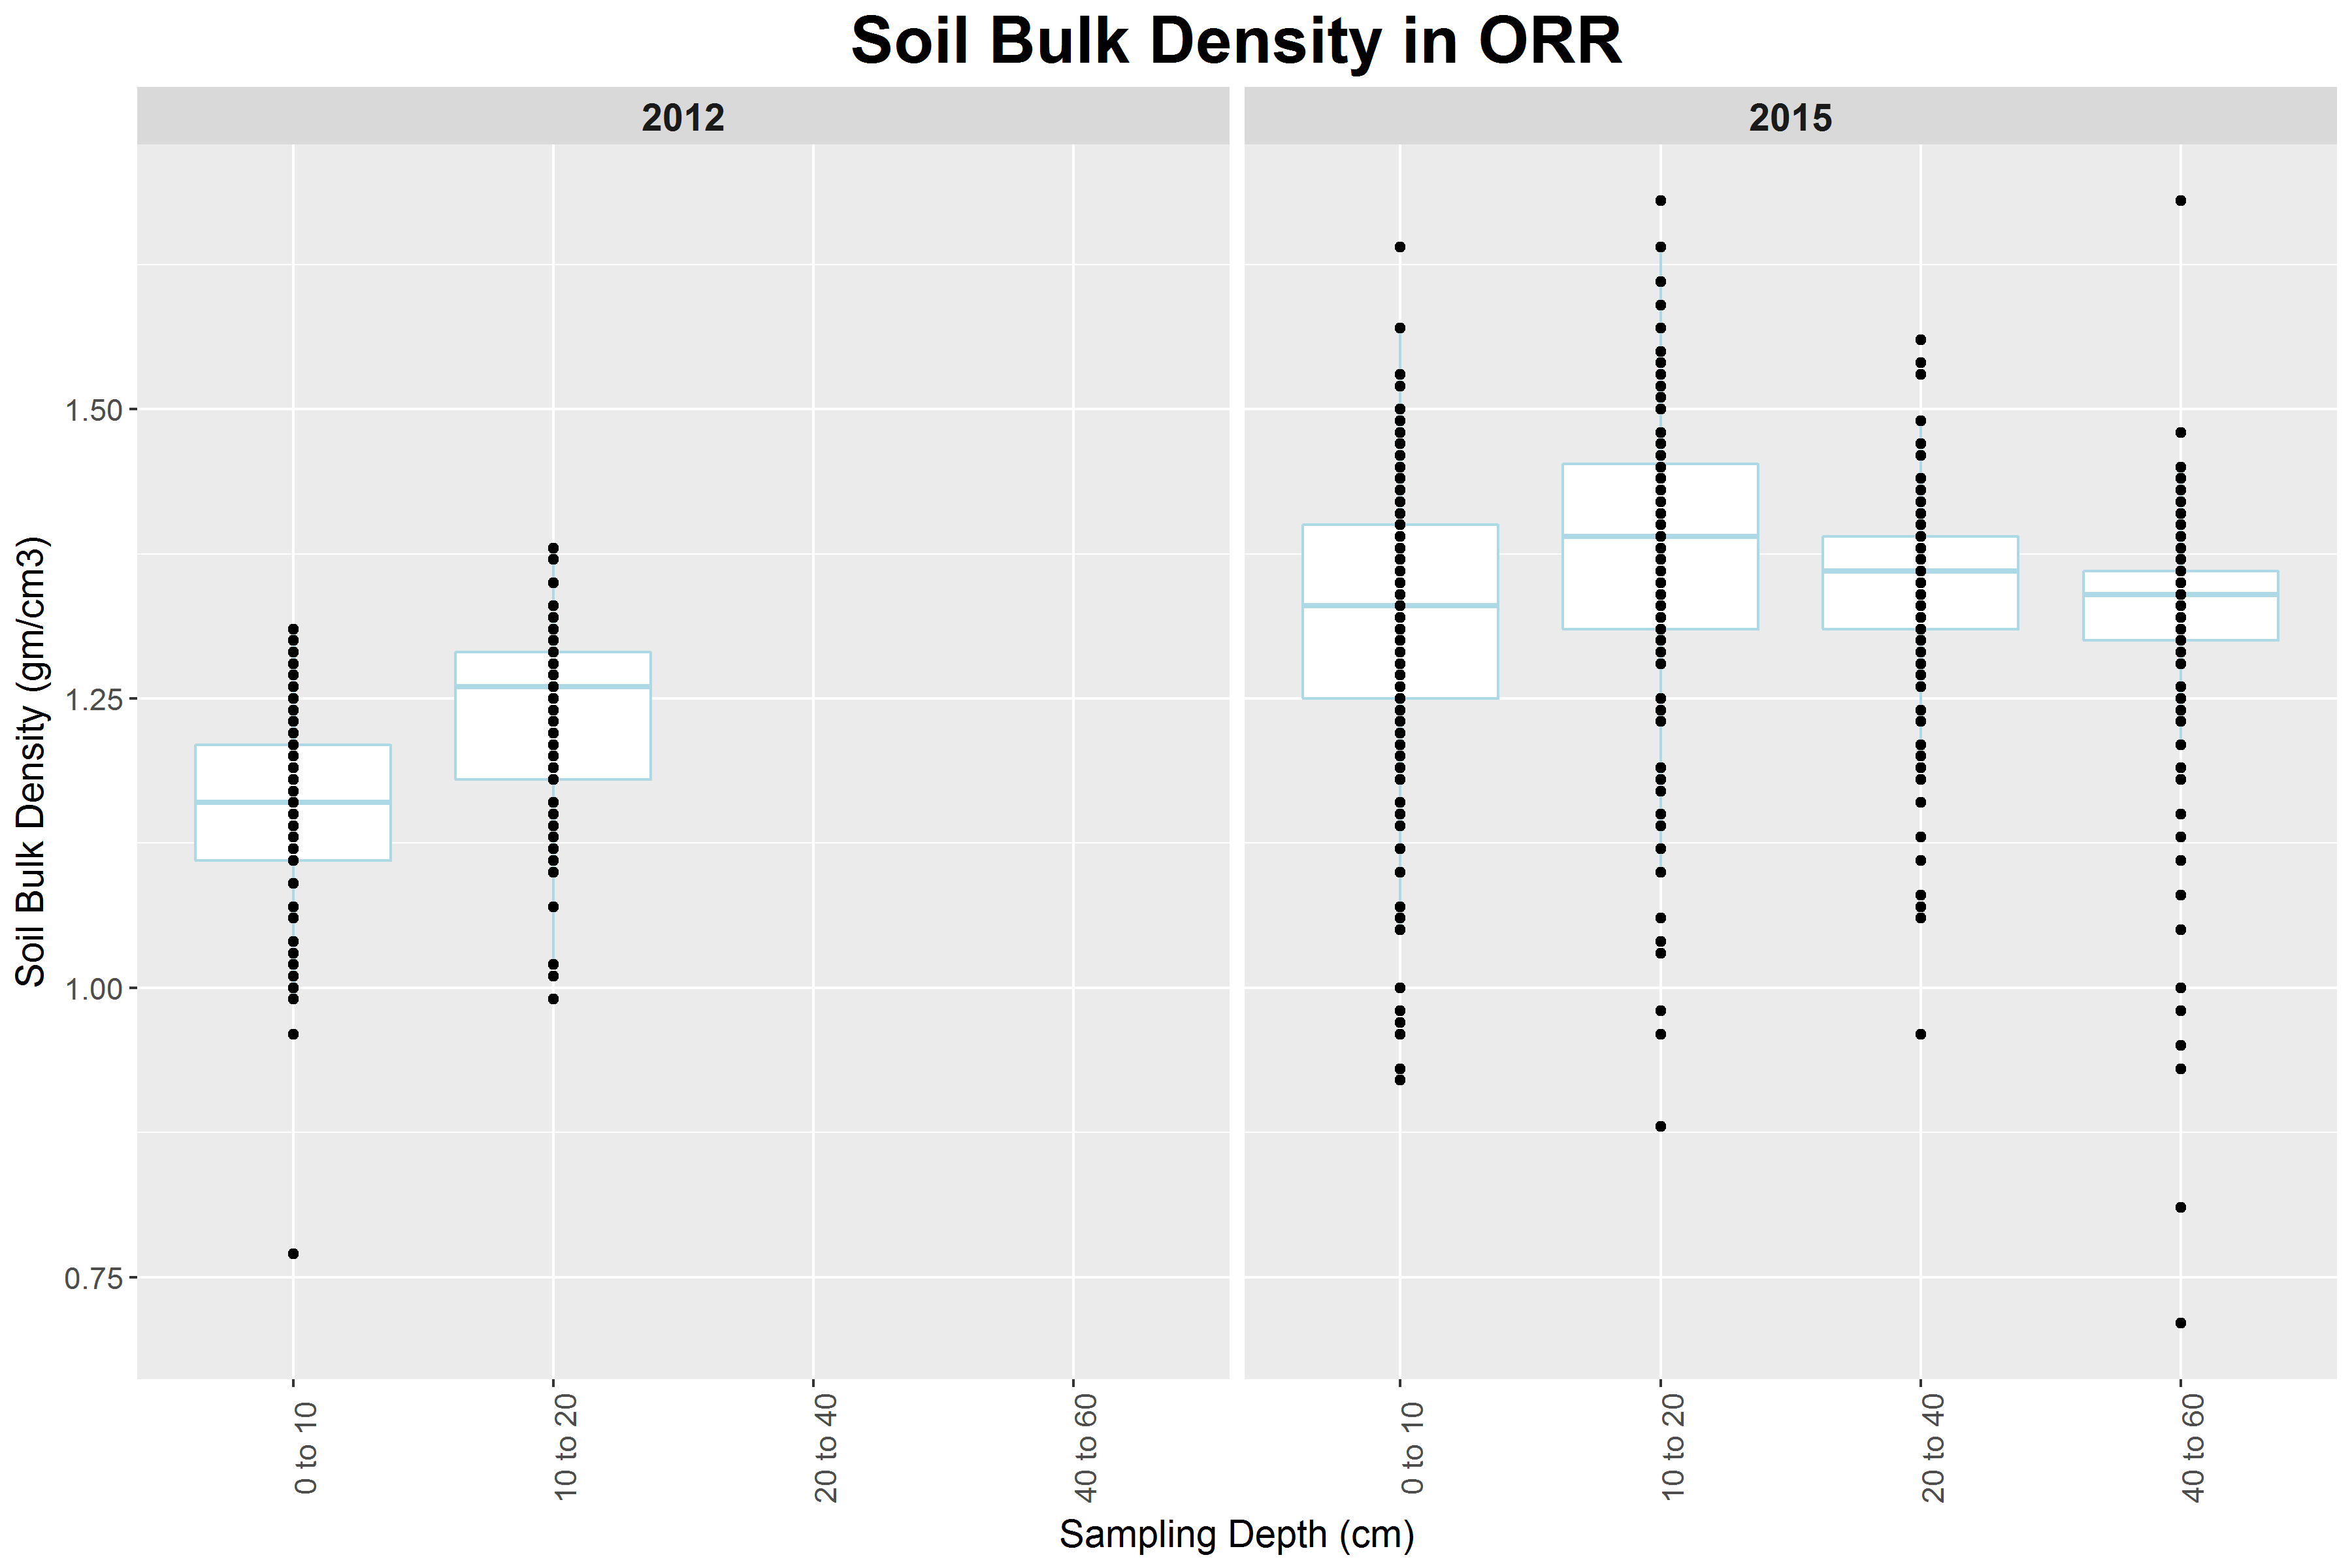 Soil Bulk Density in ORR
2012
2015
Soil Bulk Density (gm/cm3)
1.50
1.25
1.00
0.75
0 to 10
10 to 20
20 to 40
40 to 60
0 to 10
10 to 20
20 to 40
40 to 60
Sampling Depth (cm)